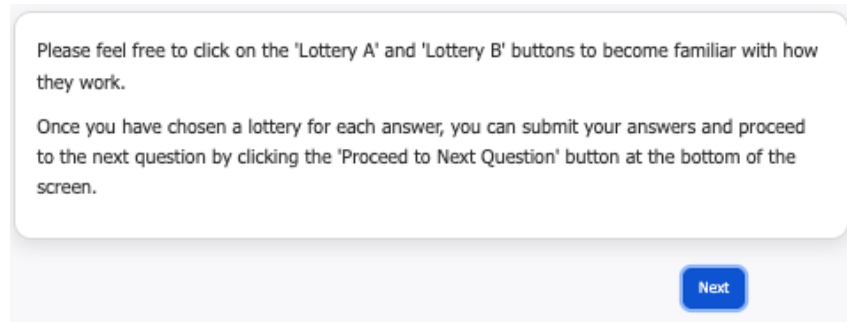 Please feel free to click on the 'Lottery A' and 'Lottery B' buttons to become familiar with how
they work.
Once you have chosen a lottery for each answer, you can submit your answers and proceed
to the next question by clicking the 'Proceed to Next Question' button at the bottom of the
screen.
Next